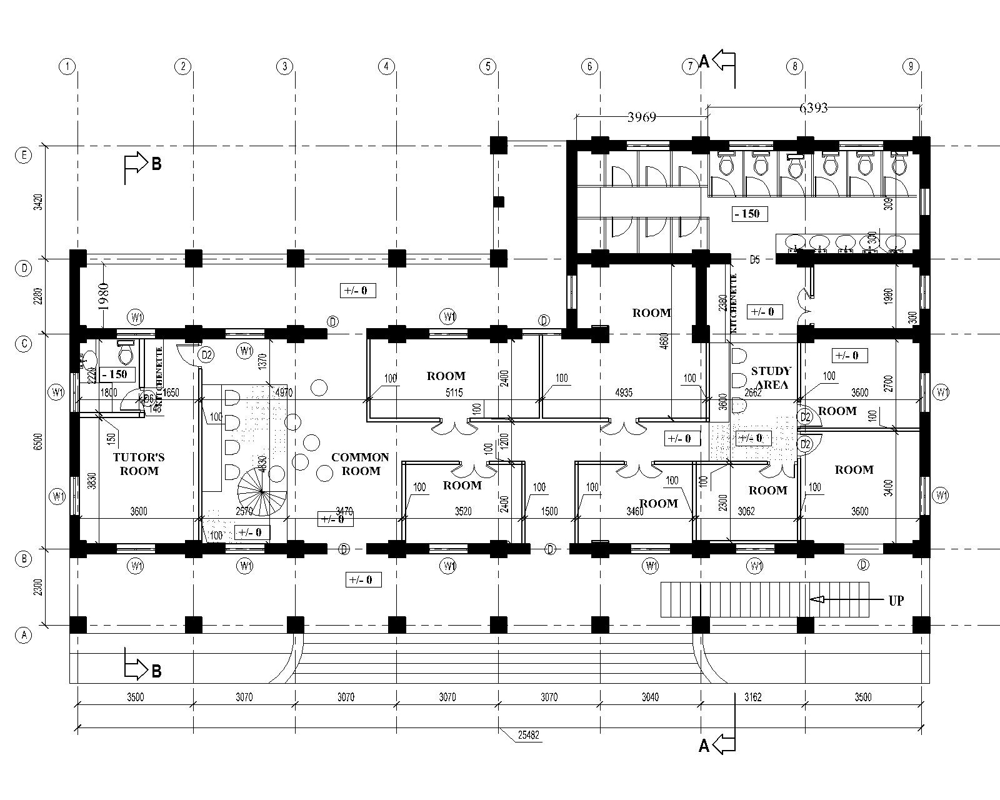 1
2
3
4
5
6
7
A
8
9
6393
3969
E
B
3420
- 150
309
300
D
D5
2280
1980
+/- 0
W1
D
W1
D
ROOM
KITCHENETTE
2380
+/- 0
1980
300
C
4680
D2
W1
1370
KITCHENETTE
2220
- 150
+/- 0
100
ROOM
2400
100
100
STUDY
AREA
100
2700
W1
1800
D6
1650
4970
5115
4935
2662
3600
W1
148
100
100
3600
D2
ROOM
100
6500
150
TUTOR'S
ROOM
COMMON
ROOM
1200
100
+/- 0
+/- 0
D2
ROOM
3830
4830
ROOM
100
100
100
100
100
ROOM
100
3400
W1
W1
2400
ROOM
2300
3600
2570
3470
3520
1500
3460
3062
3600
+/- 0
100
+/- 0
B
D
D
W1
W1
W1
W1
W1
D
+/- 0
2300
UP
A
B
3500
3070
3070
3070
3070
3040
3162
3500
25482
A